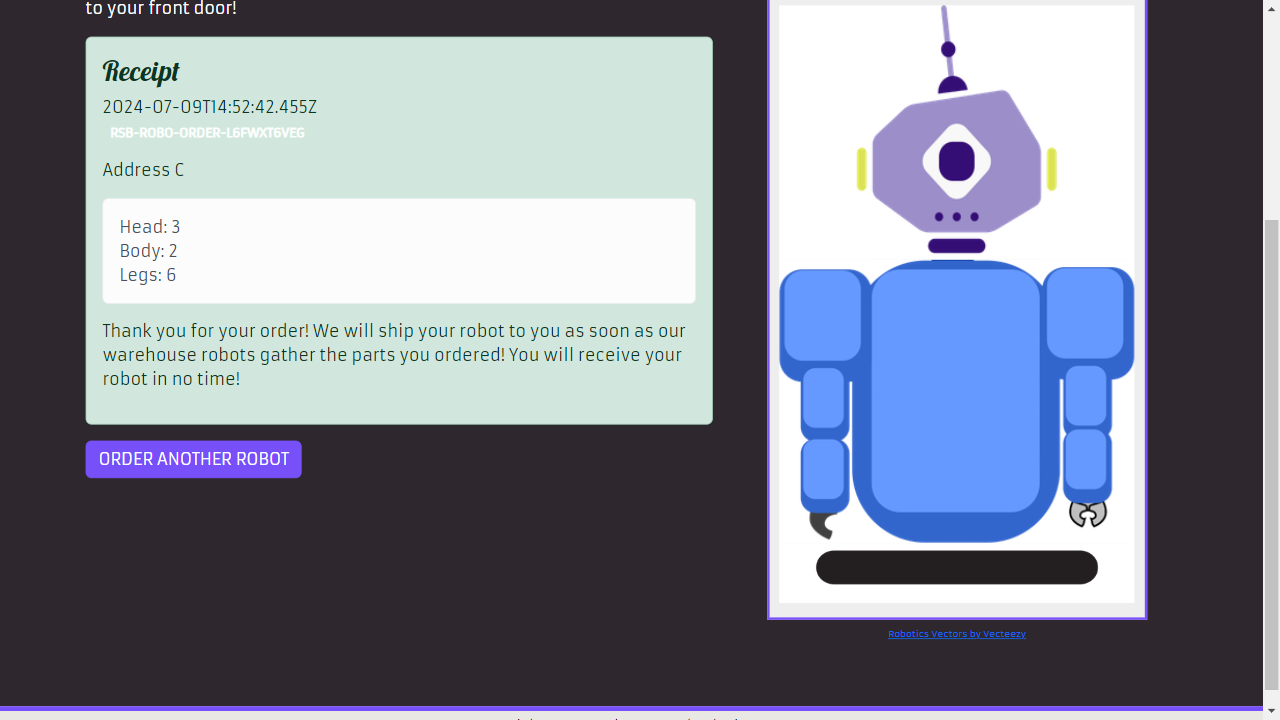 to your front door!
Receipt
2024-07-09T14:52:42.455Z
RSB-ROBO-ORDER-L6FWXT6VEG
Address C
Head: 3
Body: 2
Legs: 6
Thank you for your order! We will ship your robot to you as soon as our
warehouse robots gather the parts you ordered! You will receive your
robot in no time!
ORDER ANOTHER ROBOT
Robotics Vectors by Vecteezy